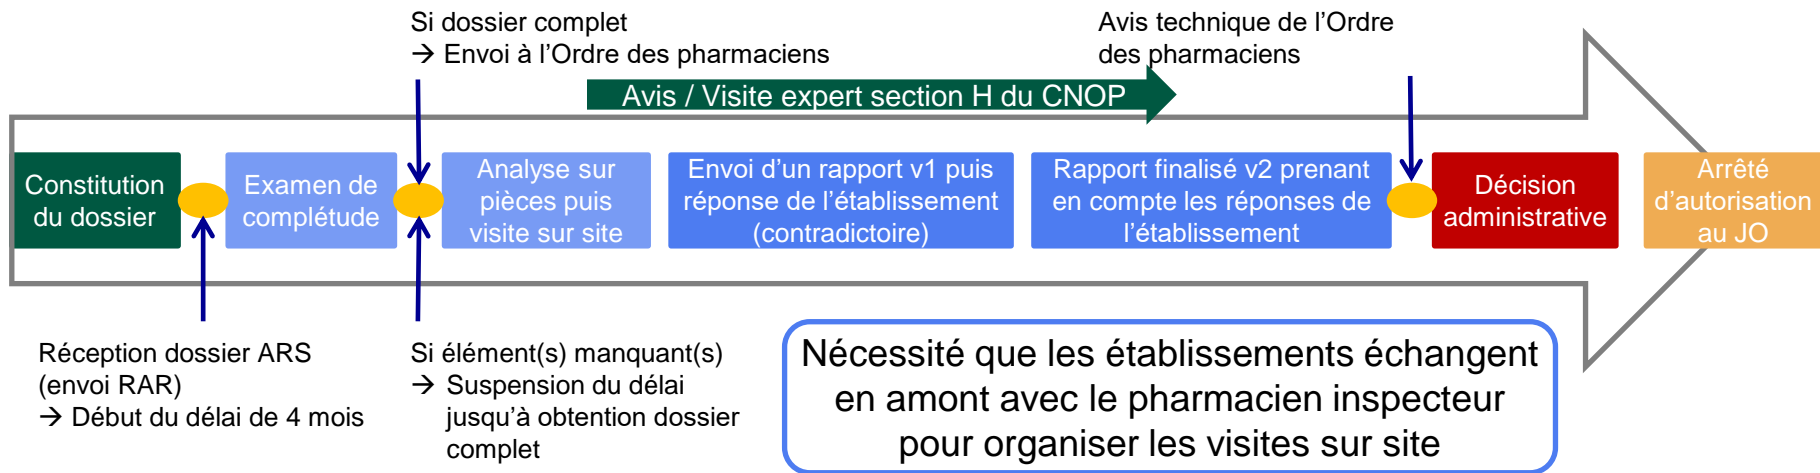 Si dossier complet
→ Envoi à l’Ordre des pharmaciens
Avis technique de l’Ordre
des pharmaciens
Avis / Visite expert section H du CNOP
Constitution
du dossier
Examen de
complétude
Analyse sur
pièces puis
visite sur site
Envoi d’un rapport v1 puis
réponse de l’établissement
(contradictoire)
Rapport finalisé v2 prenant
en compte les réponses de
l’établissement
Décision
administrative
Arrêté
d’autorisation
au JO
Réception dossier ARS
(envoi RAR)
→ Début du délai de 4 mois
Si élément(s) manquant(s)
→ Suspension du délai
jusqu’à obtention dossier
complet
Nécessité que les établissements échangent
en amont avec le pharmacien inspecteur
pour organiser les visites sur site